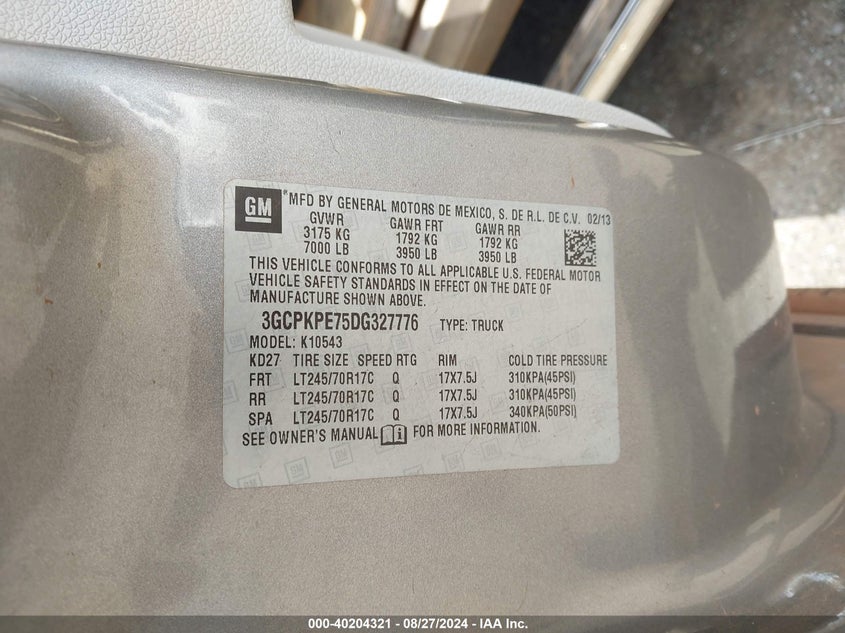 GM *MFD BY GENERAL MOTORS DE MEXICO, S. DE R.L. DE C.V. 02/13
GVWR GAWR FRT GAWR RR
3175 KG 1792 KG 1792 KG
7000 LB 3950 LB 3950 LB
THIS VEHICLE CONFORMS TO ALL APPLICABLE U.S. FEDERAL MOTOR
VEHICLE SAFETY STANDARDS IN EFFECT ON THE DATE OF
MANUFACTURE SHOWN ABOVE.
3GCPKPE75DG327776 TYPE: TRUCK
MODEL: K10543
KD27 TIRE SIZE SPEED RTG RIM COLD TIRE PRESSURE
FRT LT245/70R17C Q 17X7.5J 310KPA(45PSI)
RR LT245/70R17C Q 17X7.5J 310KPA(45PSI)
SPA LT245/70R17C Q 17X7.5J 340KPA(50PSI)
SEE OWNER'S MANUAL FOR MORE INFORMATION.
000-40204321 - 08/27/2024 - IAA Inc.